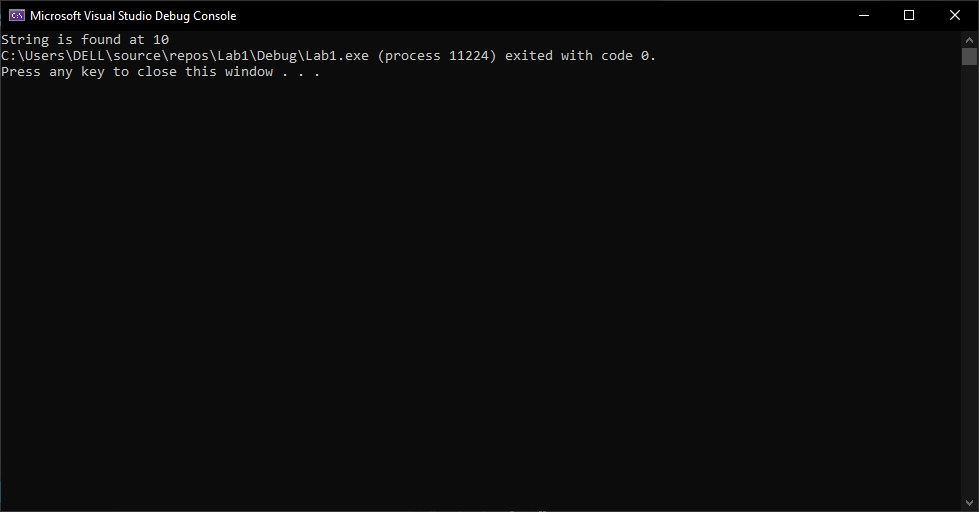 Microsoft Visual Studio Debug Console
String is found at 10
C:\Users\DELL\source\repos\Lab1\Debug\Lab1.exe (process 11224) exited with code 0.
Press any key to close this window . . .